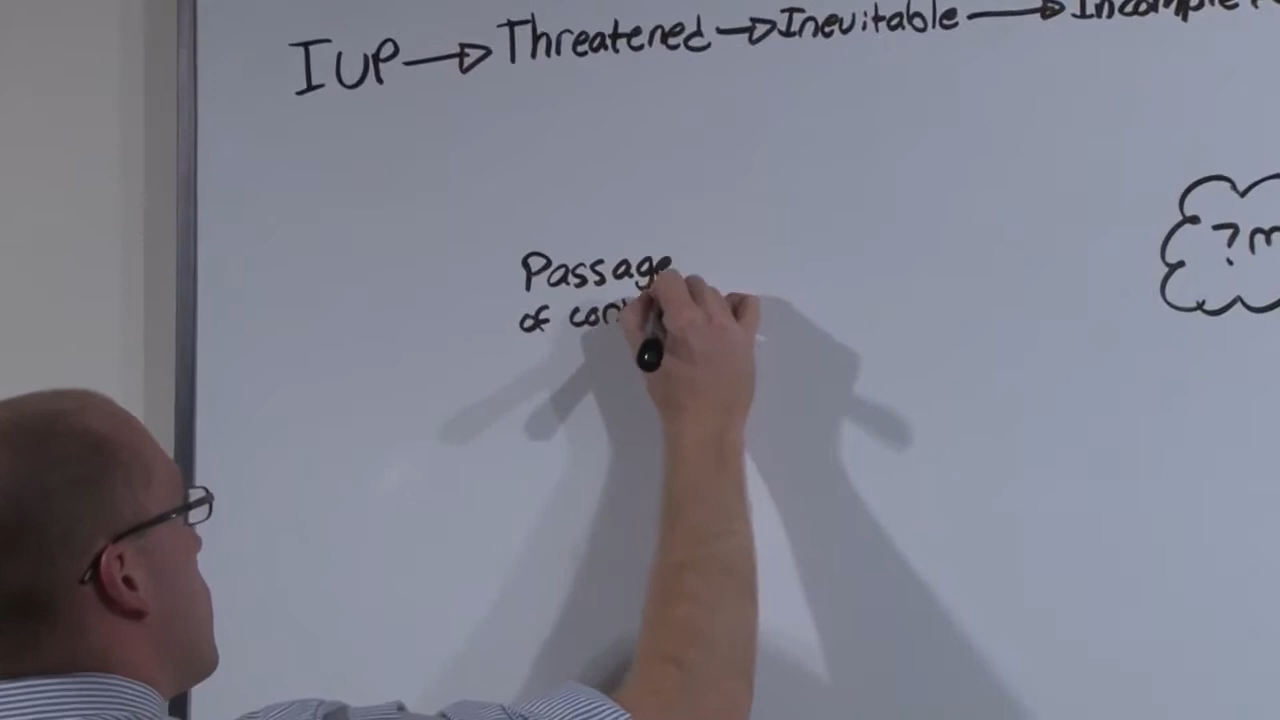 IUP → Threatened → Inevitable →
Passage
of
?